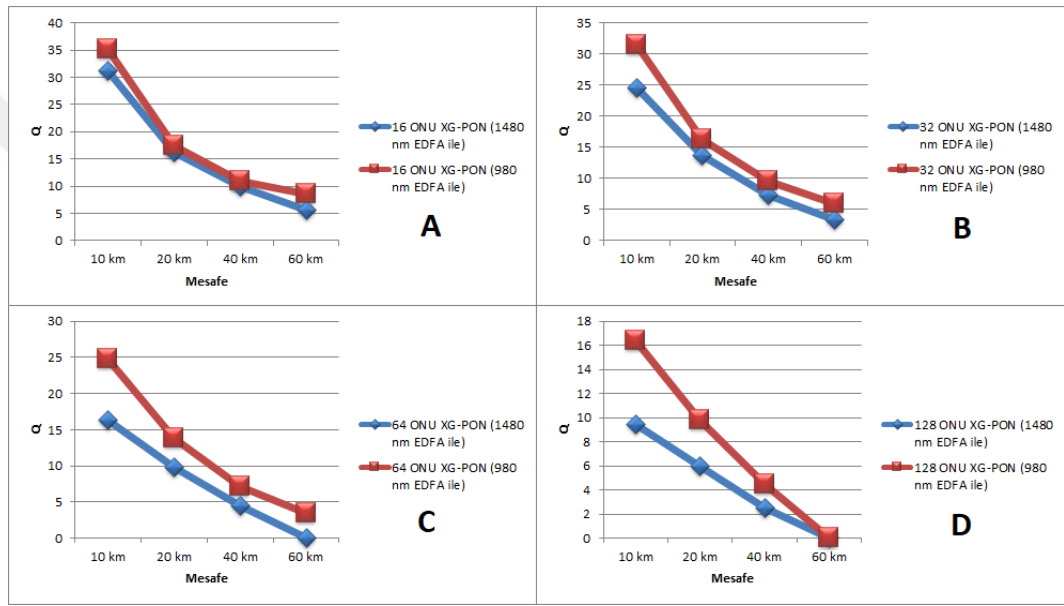 40
35
30
25
20
15
10
5
0
Q
10 km 20 km 40 km 60 km
Mesafe
16 ONU XG-PON (1480
nm EDFA ile)
16 ONU XG-PON (980
nm EDFA ile)
A
35
30
25
20
15
10
5
0
Q
10 km 20 km 40 km 60 km
Mesafe
32 ONU XG-PON (1480
nm EDFA ile)
32 ONU XG-PON (980
nm EDFA ile)
B
25
20
15
10
5
0
30
Q
10 km 20 km 40 km 60 km
Mesafe
64 ONU XG-PON (1480
nm EDFA ile)
64 ONU XG-PON (980
nm EDFA ile)
C
18
16
14
12
10
8
6
4
2
0
Q
10 km 20 km 40 km 60 km
Mesafe
128 ONU XG-PON (1480
nm EDFA ile)
128 ONU XG-PON (980
nm EDFA ile)
D